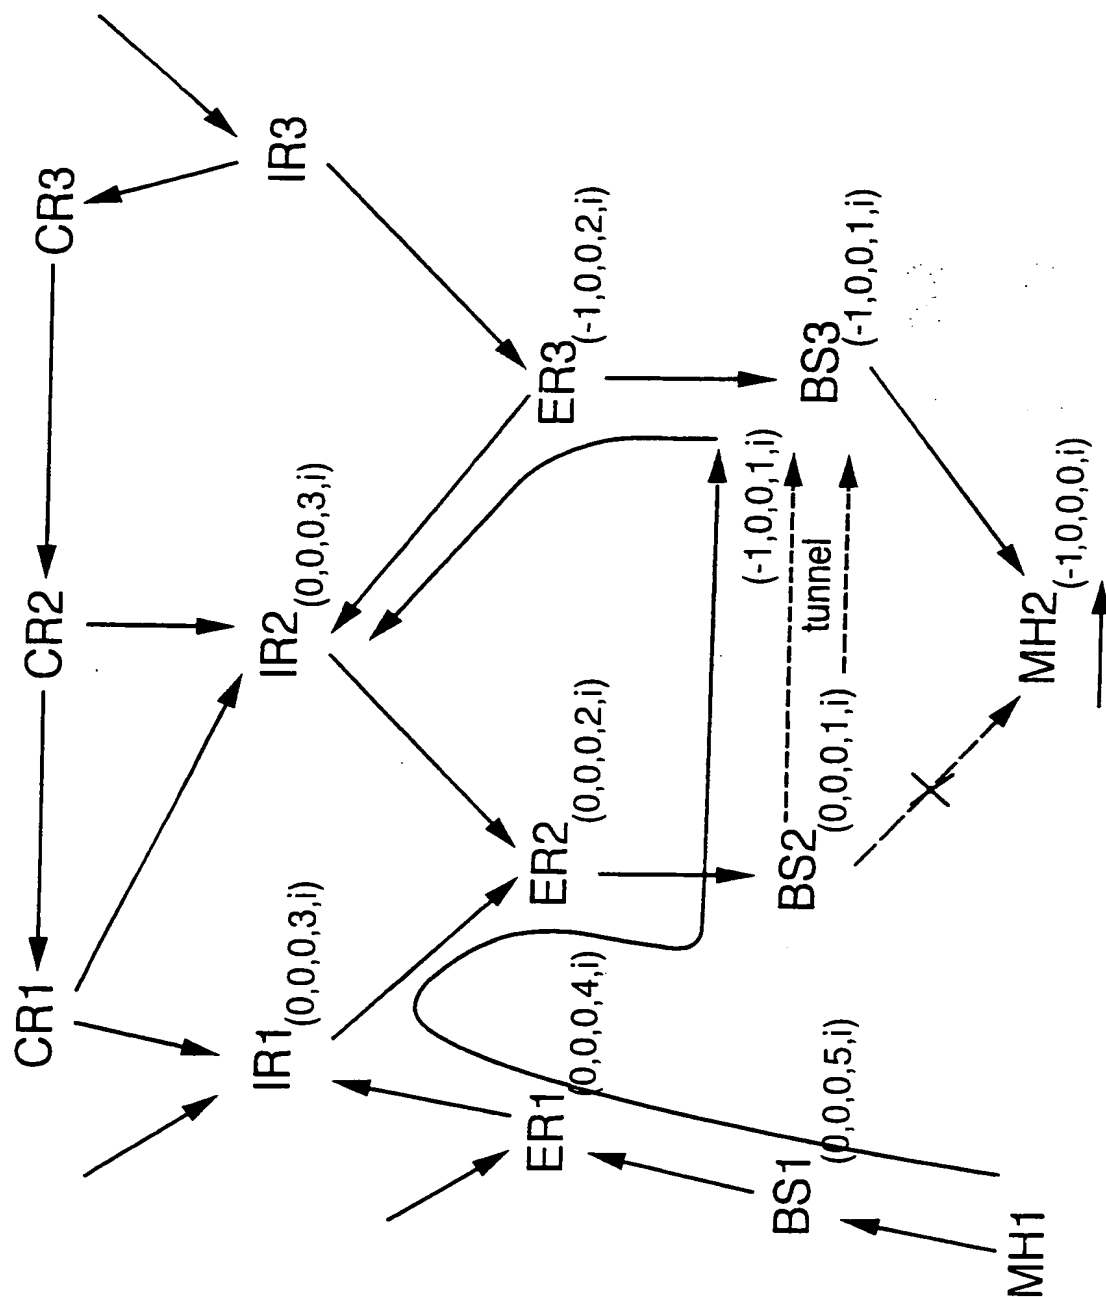 CR1
CR2
CR3
IR1
(0,0,0,3,i)
IR2
(0,0,0,3,i)
IR3
ER1
(0,0,0,4,i)
ER2
(0,0,0,2,i)
ER3
(-1,0,0,2,i)
BS1
(0,0,0,5,i)
BS2
(0,0,0,1,i)
(-1,0,0,1,i)
tunnel
BS3
(-1,0,0,1,i)
MH1
MH2
(-1,0,0,0,i)